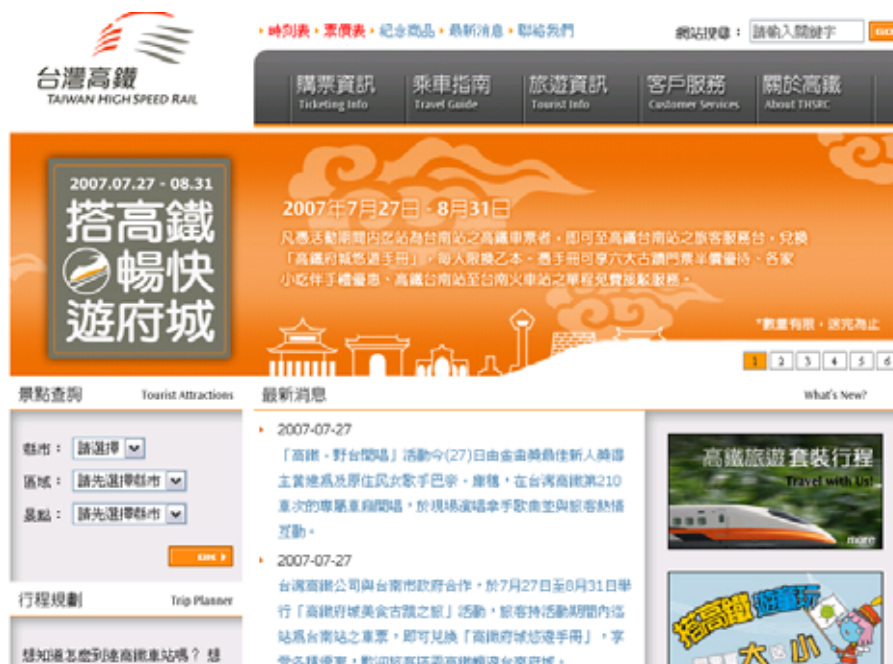 時刻表 票價表 紀念商品 最新消息 聯絡我們
網站搜尋： 請輸入關鍵字 GO
台灣高鐵
TAIWAN HIGH SPEED RAIL
購票資訊 乘車指南 旅遊資訊 客戶服務 關於高鐵
Ticketing Info Travel Guide Tourist Info Customer Services About THSRC
2007.07.27 - 08.31
搭高鐵
暢快
遊府城
2007年7月27日 - 8月31日
凡憑活動期間內迄站為台南站之高鐵車票者，即可至高鐵台南站之旅客服務台，兌換
「高鐵府城悠遊手冊」，每人限換乙本。憑手冊可享六大古蹟門票半價優待、各家
小吃伴手禮優惠、高鐵台南站至台南火車站之單程免費接駁服務。
*數量有限，送完為止
1 2 3 4 5 6
景點查詢 Tourist Attractions
縣市： 請選擇
區域： 請先選擇縣市
景點： 請先選擇縣市
行程規劃 Trip Planner
想知道怎麼到達高鐵車站嗎？ 想
最新消息 What's New?
2007-07-27
「高鐵．野台開唱」活動今(27)日由金曲獎最佳新人獎得
主黃建為及原住民女歌手巴奈．庫穗，在台灣高鐵第210
車次的專屬車廂開唱，於現場演唱拿手歌曲並與旅客熱情
互動。
2007-07-27
台灣高鐵公司與台南市政府合作，於7月27日至8月31日舉
行「高鐵府城美食古蹟之旅」活動，旅客持活動期間內迄
站為台南站之車票，即可兌換「高鐵府城悠遊手冊」，享
高鐵旅遊 套裝行程
Travel with Us!
more
搭高鐵 遊童玩
大 小